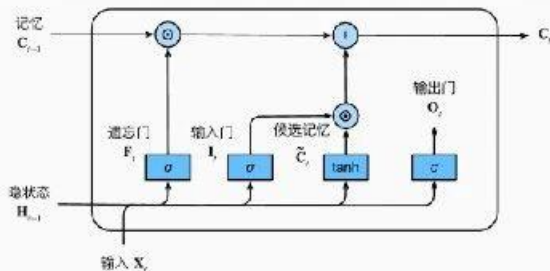 记忆
C_{t-1}
C_t
遗忘门
F_t
输入门
I_t
候选记忆
C̃_t
输出门
O_t
σ
σ
tanh
σ
隐状态
H_{t-1}
输入 X_t